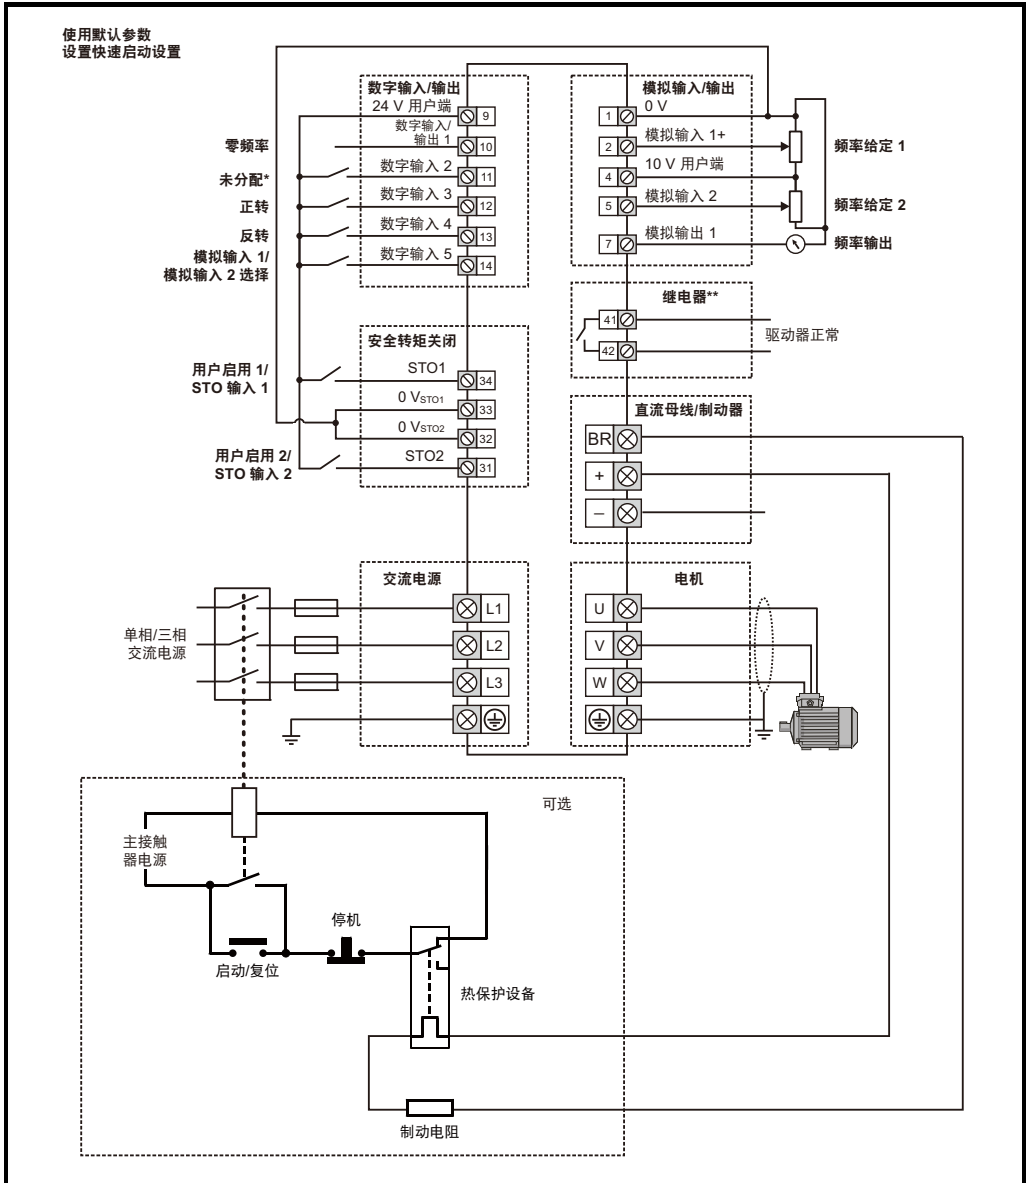 使用默认参数
设置快速启动设置
数字输入/输出
24 V 用户端
9
数字输入/
输出 1
10
零频率
数字输入 2
11
未分配*
数字输入 3
12
正转
数字输入 4
13
反转
数字输入 5
14
模拟输入 1/
模拟输入 2 选择
模拟输入/输出
0 V
1
模拟输入 1+
2
频率给定 1
10 V 用户端
4
模拟输入 2
5
频率给定 2
模拟输出 1
7
频率输出
继电器**
41
42
驱动器正常
安全转矩关闭
用户启用 1/
STO 输入 1
STO1
34
0 VSTO1
33
0 VSTO2
32
用户启用 2/
STO 输入 2
STO2
31
直流母线/制动器
BR
+
–
交流电源
单相/三相
交流电源
L1
L2
L3
电机
U
V
W
可选
主接触
器电源
停机
启动/复位
热保护设备
制动电阻